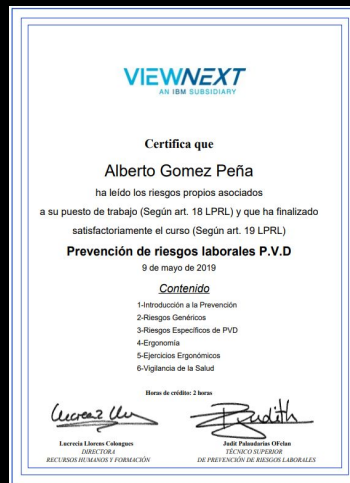 VIEWNEXT
AN IBM SUBSIDIARY
Certifica que
Alberto Gomez Peña
ha leído los riesgos propios asociados
a su puesto de trabajo (Según art. 18 LPRL) y que ha finalizado
satisfactoriamente el curso (Según art. 19 LPRL)
Prevención de riesgos laborales P.V.D
9 de mayo de 2019
Contenido
1-Introducción a la Prevención
2-Riesgos Genéricos
3-Riesgos Específicos de PVD
4-Ergonomía
5-Ejercicios Ergonómicos
6-Vigilancia de la Salud
Horas de crédito: 2 horas
Lucrecia Llorens Colongues
DIRECTORA
RECURSOS HUMANOS Y FORMACIÓN
Judit Palaudarias OFelan
TÉCNICO SUPERIOR
DE PREVENCIÓN DE RIESGOS LABORALES